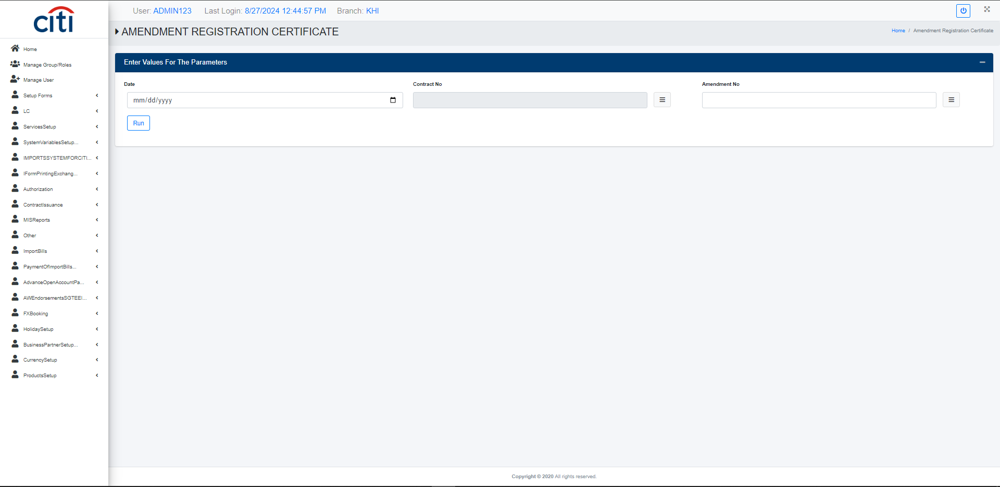 citi
User: ADMIN123 Last Login: 8/27/2024 12:44:57 PM Branch: KHI
AMENDMENT REGISTRATION CERTIFICATE
Home / Amendment Registration Certificate
Home
Manage Group/Roles
Manage User
Setup Forms
LC
ServicesSetup
SystemVariablesSetup...
IMPORTSSYSTEMFORCITI...
IFormPrintingExchang...
Authorization
ContractIssuance
MISReports
Other
ImportBills
PaymentOfImportBills...
AdvanceOpenAccountPa...
AWEndorsementsSGTEEI...
FXBooking
HolidaySetup
BusinessPartnerSetup...
CurrencySetup
ProductsSetup
Enter Values For The Parameters
Date Contract No Amendment No
mm/dd/yyyy
Run
Copyright © 2020 All rights reserved.